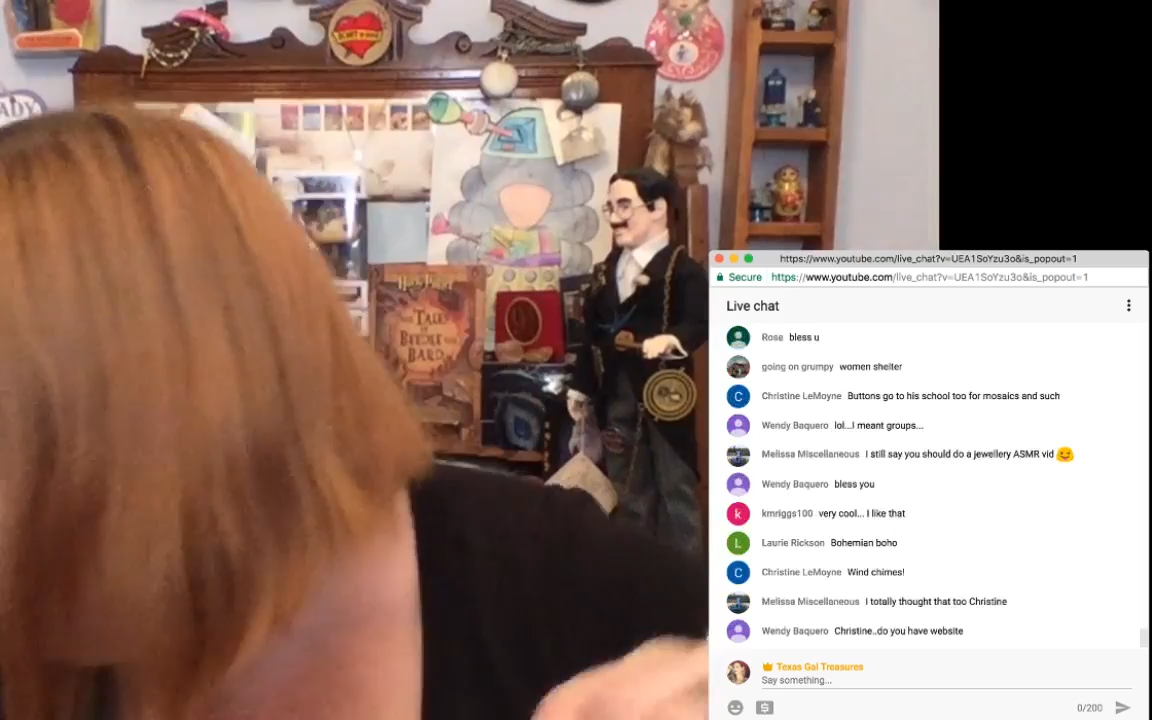 ADY
Harry Potter
THE
TALES
OF
BEEDLE THE
BARD
https://www.youtube.com/live_chat?v=UEA1SoYzu3o&is_popout=1
Secure https://www.youtube.com/live_chat?v=UEA1SoYzu3o&is_popout=1
Live chat
Rose bless u
going on grumpy women shelter
C Christine LeMoyne Buttons go to his school too for mosaics and such
Wendy Baquero lol...I meant groups...
Melissa Miscellaneous I still say you should do a jewellery ASMR vid 😛
Wendy Baquero bless you
k kmriggs100 very cool... I like that
L Laurie Rickson Bohemian boho
C Christine LeMoyne Wind chimes!
Melissa Miscellaneous I totally thought that too Christine
Wendy Baquero Christine..do you have website
Texas Gal Treasures
Say something...
0/200